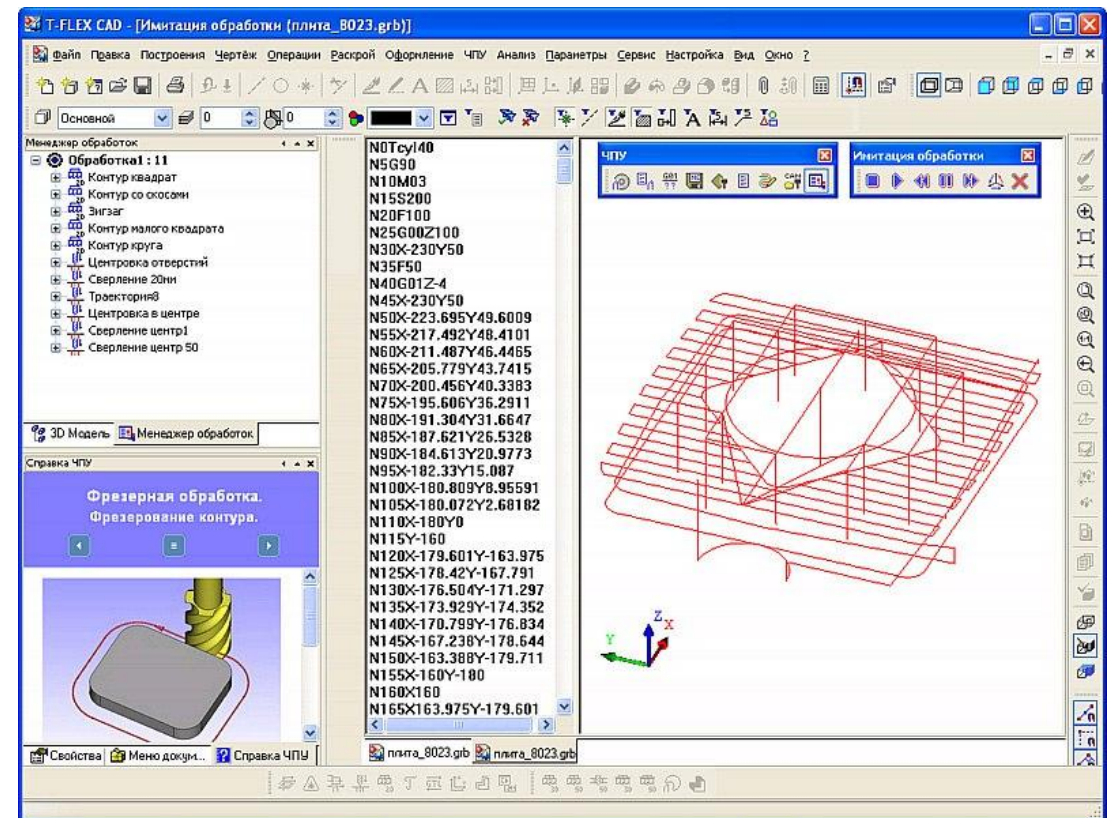 T-FLEX CAD - [Имитация обработки (плита_8023.grb)]
Файл Правка Построения Чертёж Операции Раскрой Оформление ЧПУ Анализ Параметры Сервис Настройка Вид Окно ?
Основной 0 0
Менеджер обработок
Обработка1 : 11
Контур квадрат
Контур со скосами
Зигзаг
Контур малого квадрата
Контур круга
Центровка отверстий
Сверление 20мм
Траектория8
Центровка в центре
Сверление центр1
Сверление центр 50
3D Модель Менеджер обработок
Справка ЧПУ
Фрезерная обработка.
Фрезерование контура.
Свойства Меню докум... Справка ЧПУ
N0Tcyl40
N5G90
N10M03
N15S200
N20F100
N25G00Z100
N30X-230Y50
N35F50
N40G01Z-4
N45X-230Y50
N50X-223.695Y49.6009
N55X-217.492Y48.4101
N60X-211.487Y46.4465
N65X-205.779Y43.7415
N70X-200.456Y40.3383
N75X-195.606Y36.2911
N80X-191.304Y31.6647
N85X-187.621Y26.5328
N90X-184.613Y20.9773
N95X-182.33Y15.087
N100X-180.809Y8.95591
N105X-180.072Y2.68182
N110X-180Y0
N115Y-160
N120X-179.601Y-163.975
N125X-178.42Y-167.791
N130X-176.504Y-171.297
N135X-173.929Y-174.352
N140X-170.799Y-176.834
N145X-167.238Y-178.644
N150X-163.388Y-179.711
N155X-160Y-180
N160X160
N165X163.975Y-179.601
плита_8023.grb плита_8023.grb
ЧПУ
Имитация обработки
Z
X
Y